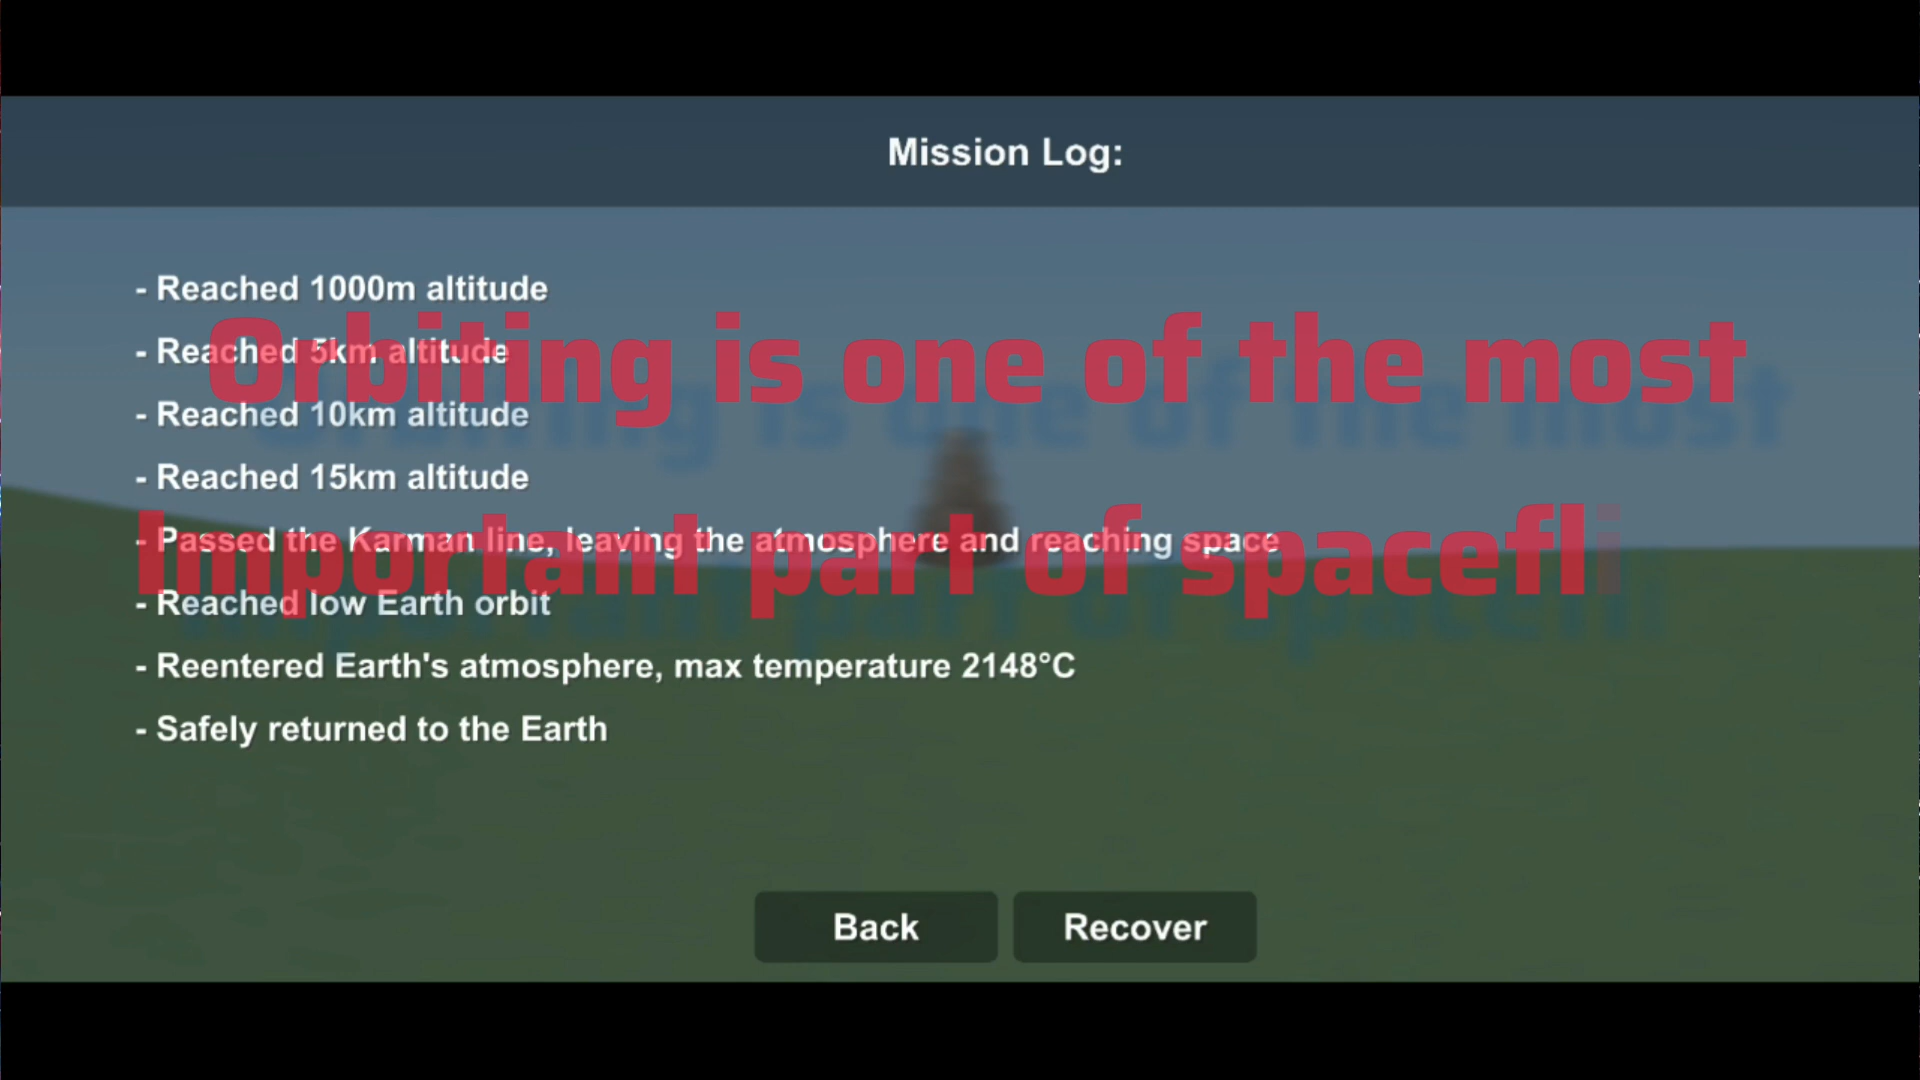 Mission Log:
- Reached 1000m altitude
- Reached 5km altitude
- Reached 10km altitude
- Reached 15km altitude
- Passed the Karman line, leaving the atmosphere and reaching space
- Reached low Earth orbit
- Reentered Earth's atmosphere, max temperature 2148°C
- Safely returned to the Earth
Orbiting is one of the most
Important part of spacefli
Back
Recover